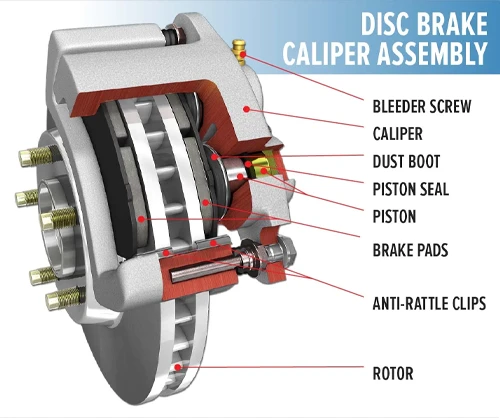 DISC BRAKE
CALIPER ASSEMBLY
BLEEDER SCREW
CALIPER
DUST BOOT
PISTON SEAL
PISTON
BRAKE PADS
ANTI-RATTLE CLIPS
ROTOR